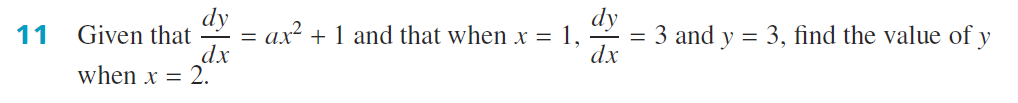 11 Given that dy/dx = ax² + 1 and that when x = 1, dy/dx = 3 and y = 3, find the value of y
when x = 2.